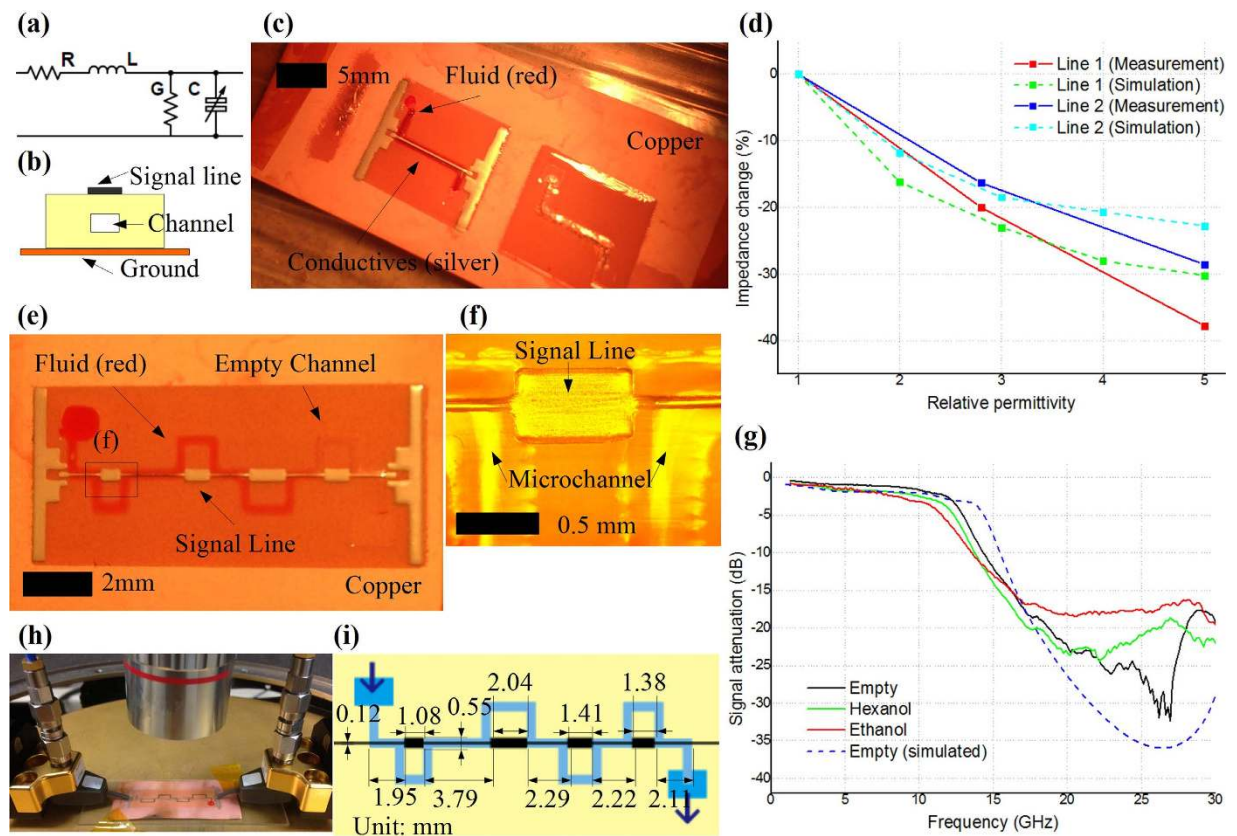 (a)
R
L
G
C
(b)
Signal line
Channel
Ground
(c)
5mm
Fluid (red)
Copper
Conductives (silver)
(d)
Line 1 (Measurement)
Line 1 (Simulation)
Line 2 (Measurement)
Line 2 (Simulation)
Impedance change (%)
0
-10
-20
-30
-40
1
2
3
4
5
Relative permittivity
(e)
Fluid (red)
Empty Channel
(f)
Signal Line
2mm
Copper
(f)
Signal Line
Microchannel
0.5 mm
(g)
Signal attenuation (dB)
0
-5
-10
-15
-20
-25
-30
-35
-40
Empty
Hexanol
Ethanol
Empty (simulated)
0
5
10
15
20
25
30
Frequency (GHz)
(h)
(i)
2.04
1.38
0.12
1.08
0.55
1.41
1.95
3.79
2.29
2.22
2.11
Unit: mm